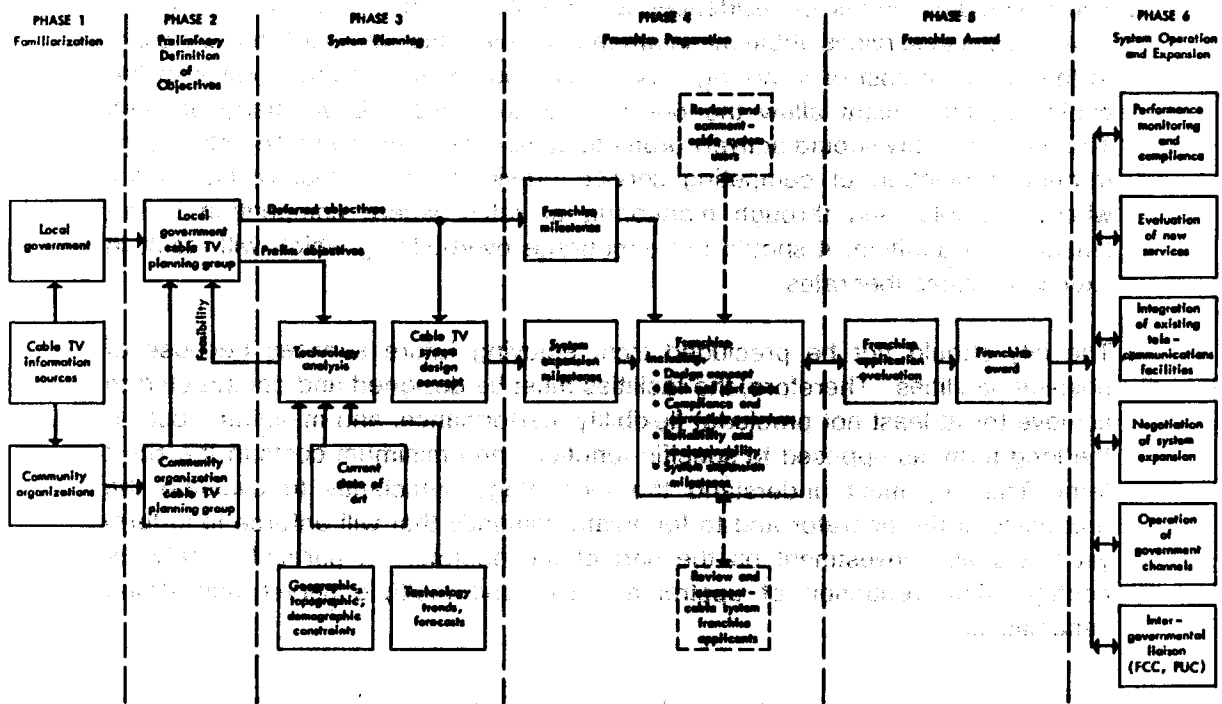 PHASE 1
Familiarization
PHASE 2
Preliminary
Definition
of
Objectives
PHASE 3
System Planning
PHASE 4
Franchise Preparation
PHASE 5
Franchise Award
PHASE 6
System Operation
and Expansion
Local
government
Cable TV
information
sources
Community
organizations
Local
government
cable TV
planning group
Community
organization
cable TV
planning group
Deferred objectives
Prelim objectives
Feasibility
Technology
analysis
Cable TV
system
design
concept
Current
state of
art
Geographic,
topographic,
demographic
constraints
Technology
trends,
forecasts
Review and
comment-
cable system
users
Franchise
milestones
System
expansion
milestones
Franchise
including:
• Design concept
•
• Compliance and
• Reliability and
maintainability
• System expansion
milestones
Review and
comment-
cable system
franchise
applicants
Franchise
application
evaluation
Franchise
award
Performance
monitoring
and
compliance
Evaluation
of new
services
Integration
of existing
tele-
communications
facilities
Negotiation
of system
expansion
Operation
of
government
channels
Inter-
governmental
liaison
(FCC, PUC)